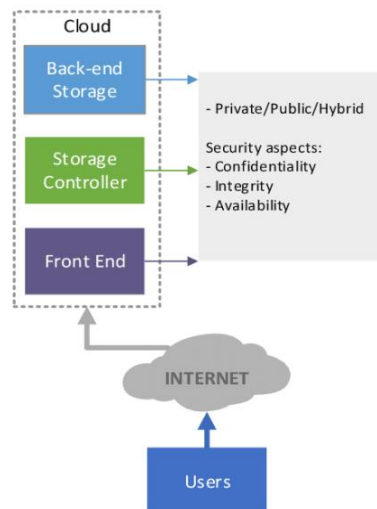 Cloud
Back-end
Storage
- Private/Public/Hybrid
Security aspects:
- Confidentiality
- Integrity
- Availability
Storage
Controller
Front End
INTERNET
Users